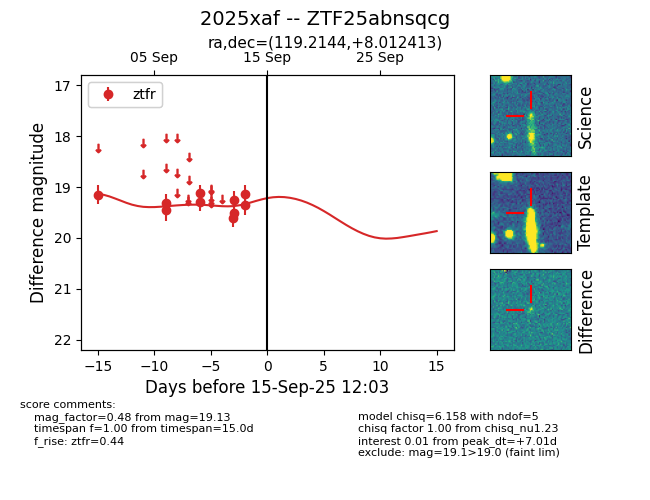 2025xaf -- ZTF25abnsqcg
ra,dec=(119.2144,+8.012413)
05 Sep
15 Sep
25 Sep
ztfr
17
18
19
20
21
22
Difference magnitude
−15
−10
−5
0
5
10
15
Days before 15-Sep-25 12:03
Science
Template
Difference
score comments:
mag_factor=0.48 from mag=19.13
timespan f=1.00 from timespan=15.0d
f_rise: ztfr=0.44
model chisq=6.158 with ndof=5
chisq factor 1.00 from chisq_nu1.23
interest 0.01 from peak_dt=+7.01d
exclude: mag=19.1>19.0 (faint lim)